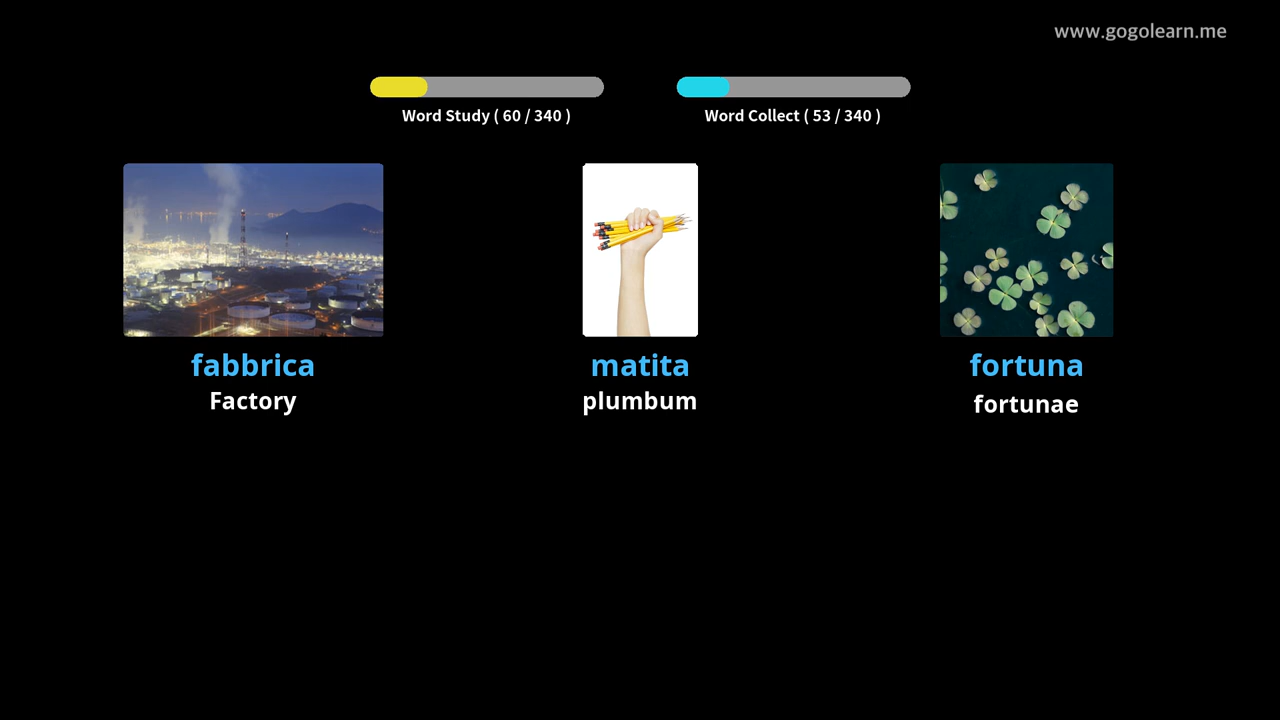 www.gogolearn.me
Word Study ( 60 / 340 )
Word Collect ( 53 / 340 )
fabbrica
Factory
matita
plumbum
fortuna
fortunae